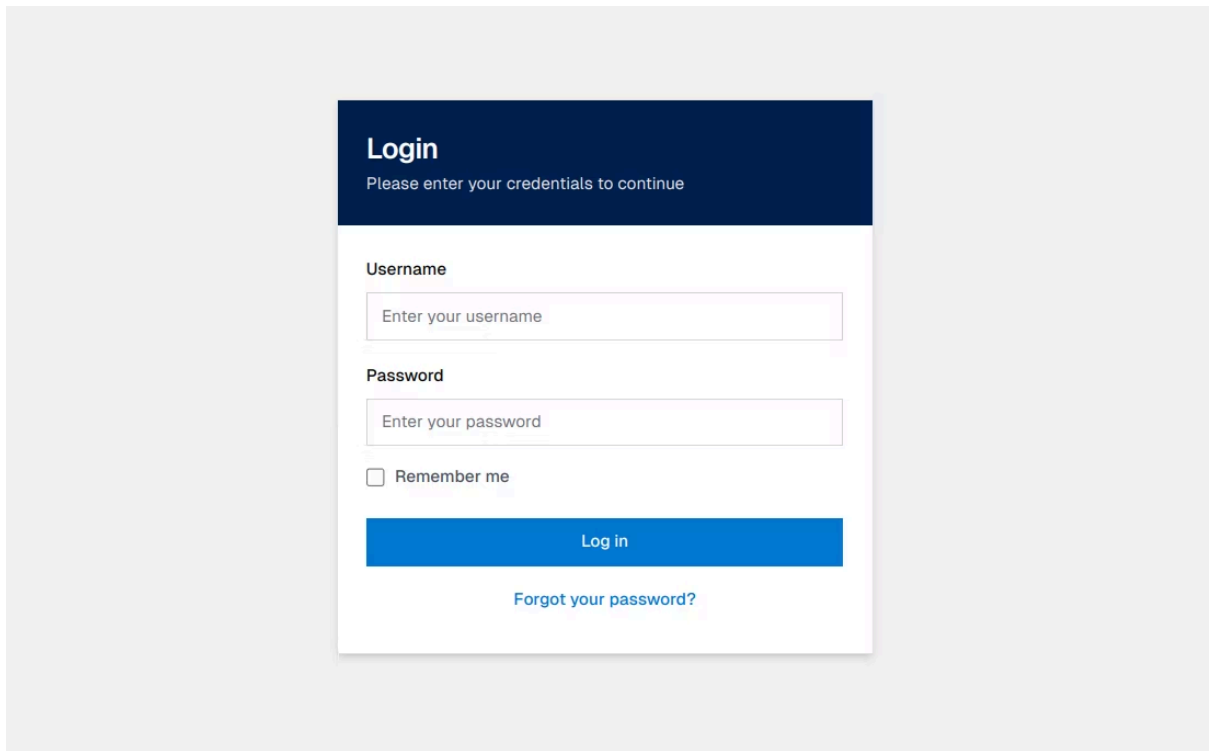 Login
Please enter your credentials to continue
Username
Enter your username
Password
Enter your password
Remember me
Log in
Forgot your password?